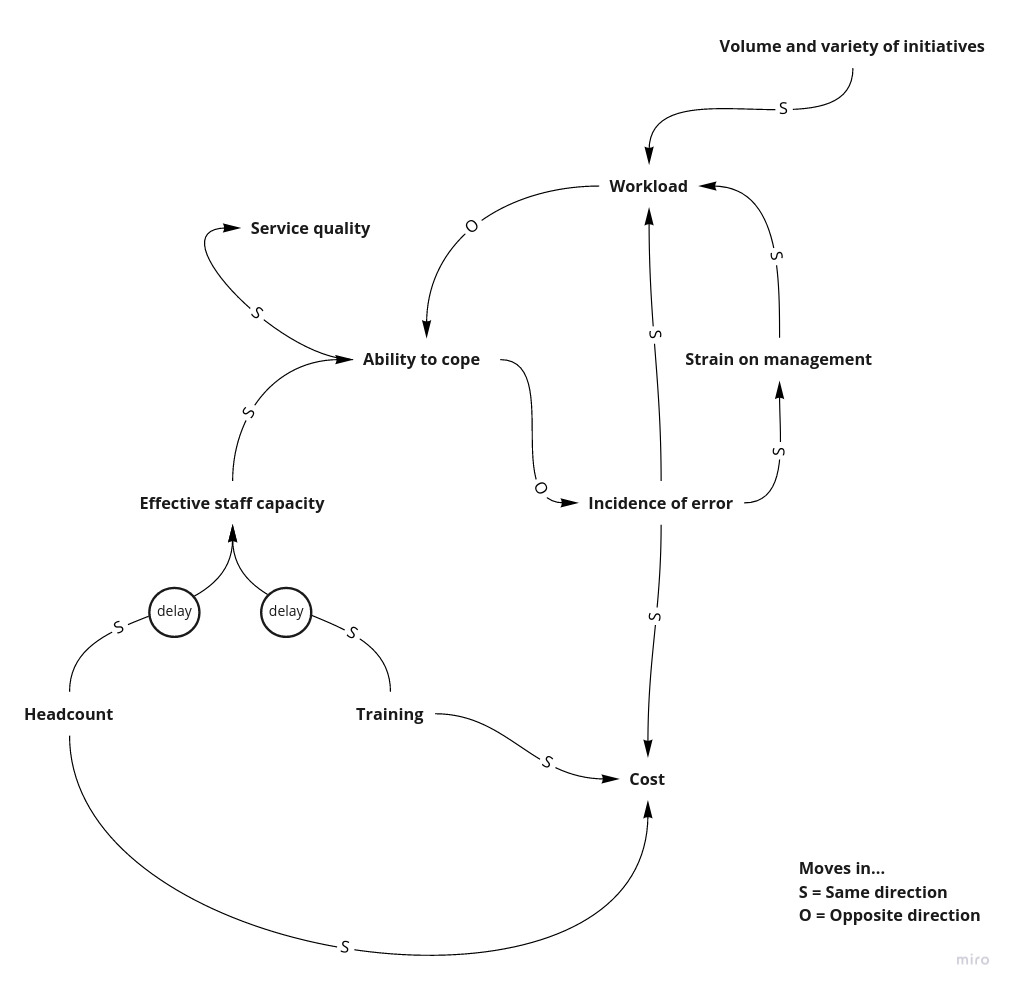 Volume and variety of initiatives
S
Workload
O
Service quality
S
S
S
Ability to cope
Strain on management
S
S
O
Effective staff capacity
Incidence of error
delay
delay
S
S
S
Headcount
Training
S
Cost
Moves in...
S = Same direction
O = Opposite direction
S
miro